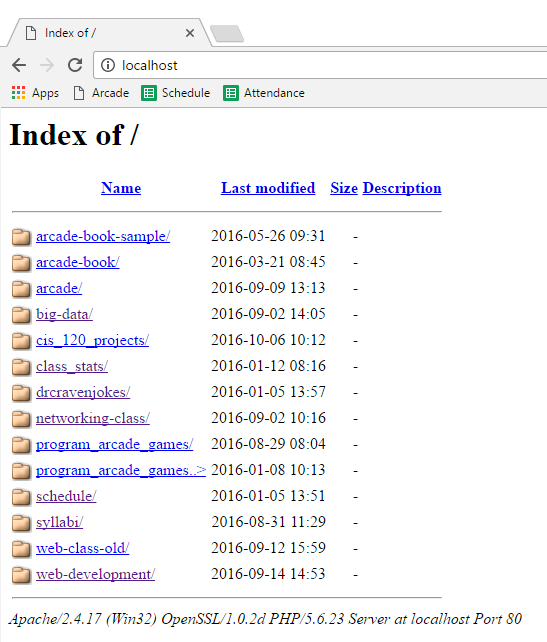 Index of /
localhost
Apps Arcade Schedule Attendance
Index of /
Name Last modified Size Description
arcade-book-sample/ 2016-05-26 09:31 -
arcade-book/ 2016-03-21 08:45 -
arcade/ 2016-09-09 13:13 -
big-data/ 2016-09-02 14:05 -
cis_120_projects/ 2016-10-06 10:12 -
class_stats/ 2016-01-12 08:16 -
drcravenjokes/ 2016-01-05 13:57 -
networking-class/ 2016-09-02 10:16 -
program_arcade_games/ 2016-08-29 08:04 -
program_arcade_games..> 2016-01-08 10:13 -
schedule/ 2016-01-05 13:51 -
syllabi/ 2016-08-31 11:29 -
web-class-old/ 2016-09-12 15:59 -
web-development/ 2016-09-14 14:53 -
Apache/2.4.17 (Win32) OpenSSL/1.0.2d PHP/5.6.23 Server at localhost Port 80